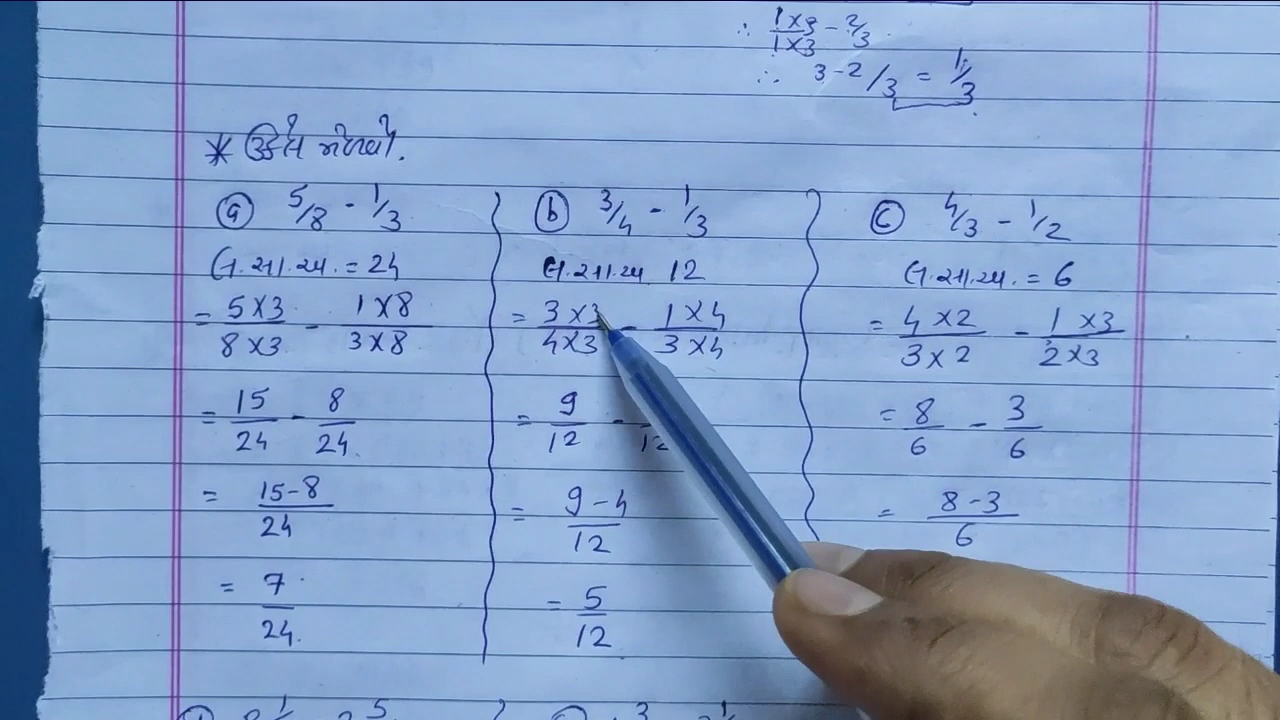 ∴ 1×3/1×3 - 2/3
∴ 3-2/3 = 1/3
* ઉકેલ મેળવો.
ⓐ 5/8 - 1/3
લ.સા.અ. = 24
= 5×3/8×3 - 1×8/3×8
= 15/24 - 8/24
= 15-8/24
= 7/24
ⓑ 3/4 - 1/3
લ.સા.અ. 12
= 3×3/4×3 - 1×4/3×4
= 9/12 - /12
= 9-4/12
= 5/12
ⓒ 4/3 - 1/2
લ.સા.અ. = 6
= 4×2/3×2 - 1×3/2×3
= 8/6 - 3/6
= 8-3/6